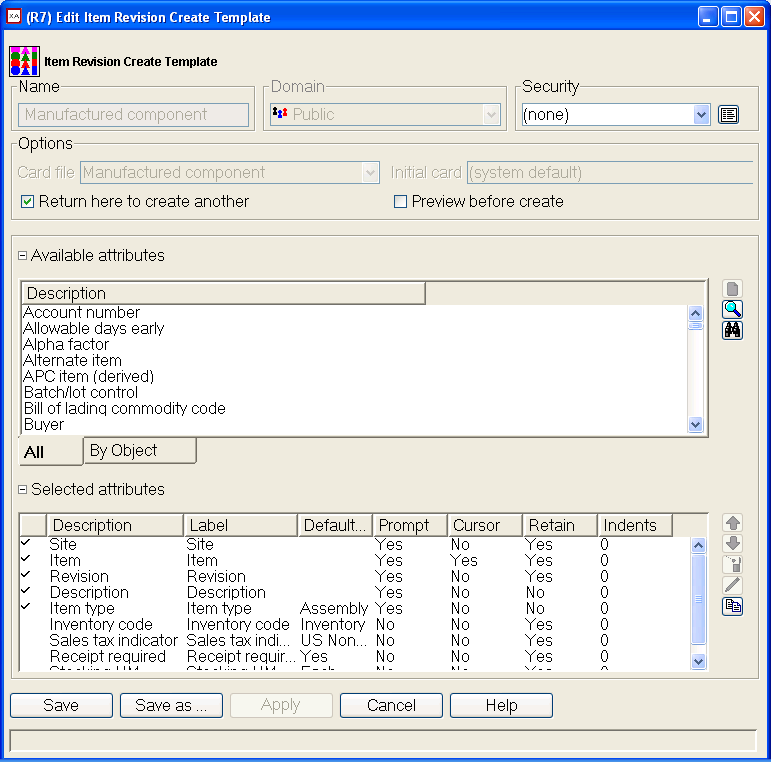 XA (R7) Edit Item Revision Create Template
Item Revision Create Template
Name Domain Security
Manufactured component Public (none)
Options
Card file Manufactured component Initial card (system default)
Return here to create another Preview before create
Available attributes
Description
Account number
Allowable days early
Alpha factor
Alternate item
APC item (derived)
Batch/lot control
Bill of lading commodity code
Buyer
All By Object
Selected attributes
Description Label Default... Prompt Cursor Retain Indents
Site Site Yes No Yes 0
Item Item Yes Yes Yes 0
Revision Revision Yes No Yes 0
Description Description Yes No No 0
Item type Item type Assembly Yes No No 0
Inventory code Inventory code Inventory No No Yes 0
Sales tax indicator Sales tax indi... US Non... No No Yes 0
Receipt required Receipt requir... Yes No No Yes 0
Save Save as ... Apply Cancel Help